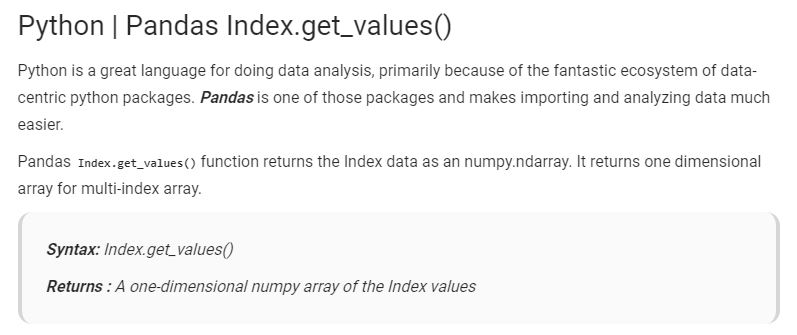 Python | Pandas Index.get_values()
Python is a great language for doing data analysis, primarily because of the fantastic ecosystem of data-
centric python packages. Pandas is one of those packages and makes importing and analyzing data much
easier.
Pandas Index.get_values() function returns the Index data as an numpy.ndarray. It returns one dimensional
array for multi-index array.
Syntax: Index.get_values()
Returns : A one-dimensional numpy array of the Index values